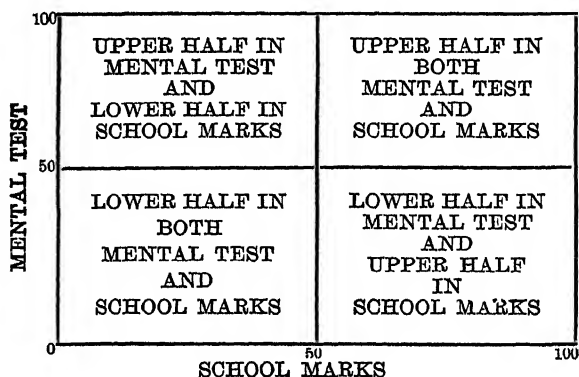 100
UPPER HALF IN
MENTAL TEST
AND
LOWER HALF IN
SCHOOL MARKS
UPPER HALF IN
BOTH
MENTAL TEST
AND
SCHOOL MARKS
MENTAL TEST
50
LOWER HALF IN
BOTH
MENTAL TEST
AND
SCHOOL MARKS
LOWER HALF IN
MENTAL TEST
AND
UPPER HALF
IN
SCHOOL MARKS
0
50
100
SCHOOL MARKS